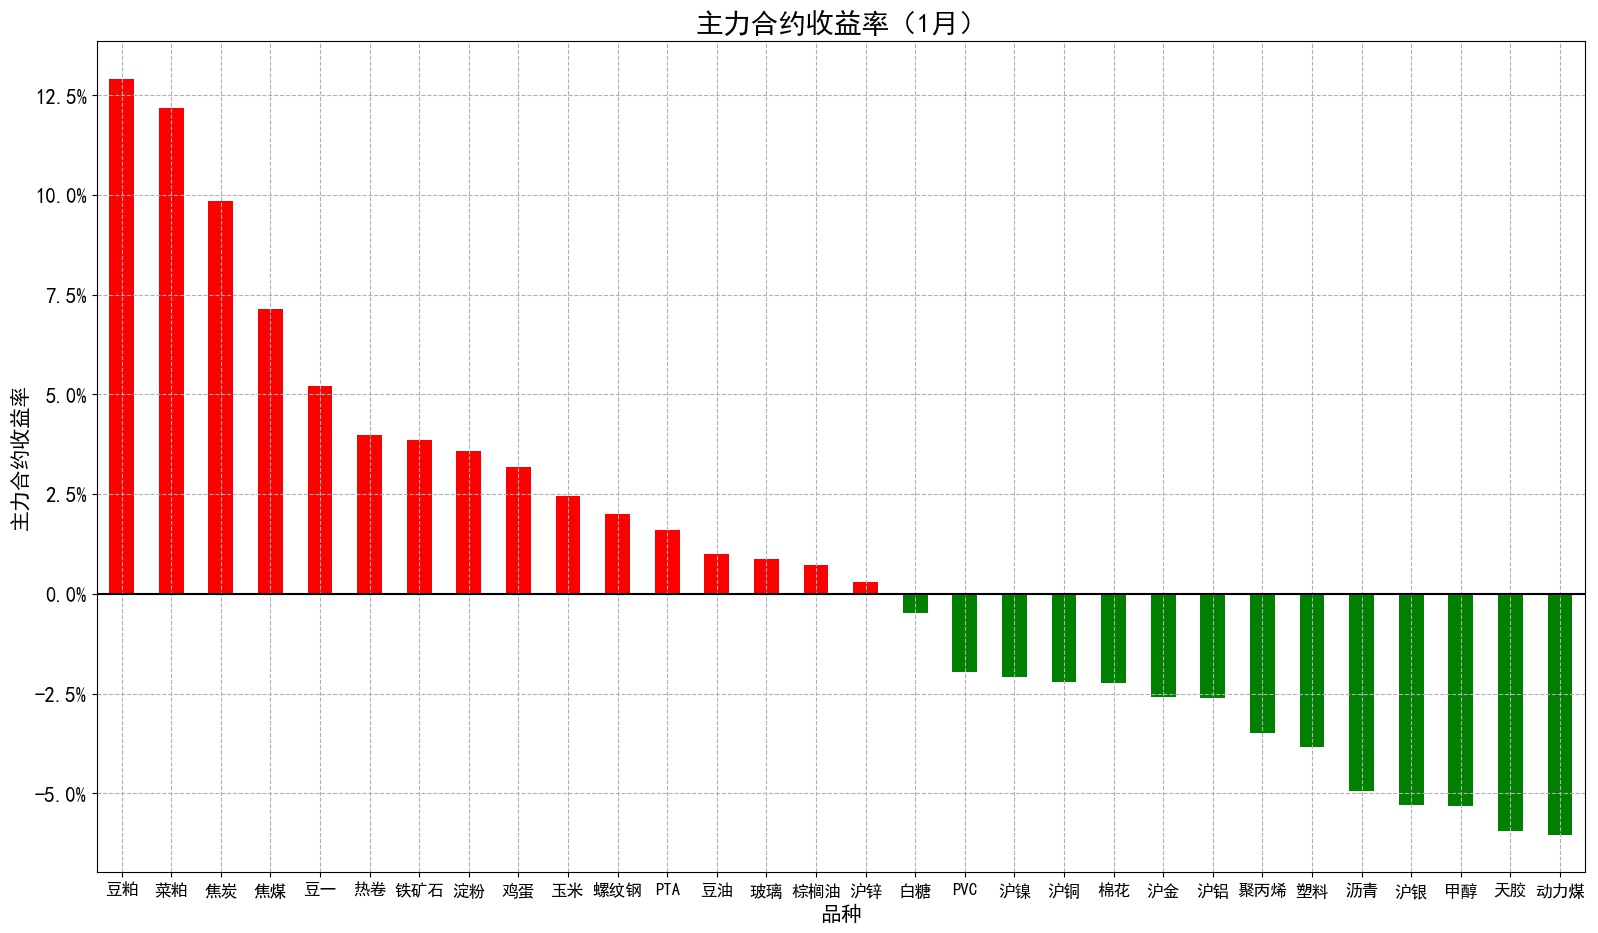 主力合约收益率（1月）
主力合约收益率
12.5%
10.0%
7.5%
5.0%
2.5%
0.0%
−2.5%
−5.0%
豆粕 菜粕 焦炭 焦煤 豆一 热卷 铁矿石 淀粉 鸡蛋 玉米 螺纹钢 PTA 豆油 玻璃 棕榈油 沪锌 白糖 PVC 沪镍 沪铜 棉花 沪金 沪铝 聚丙烯 塑料 沥青 沪银 甲醇 天胶 动力煤
品种